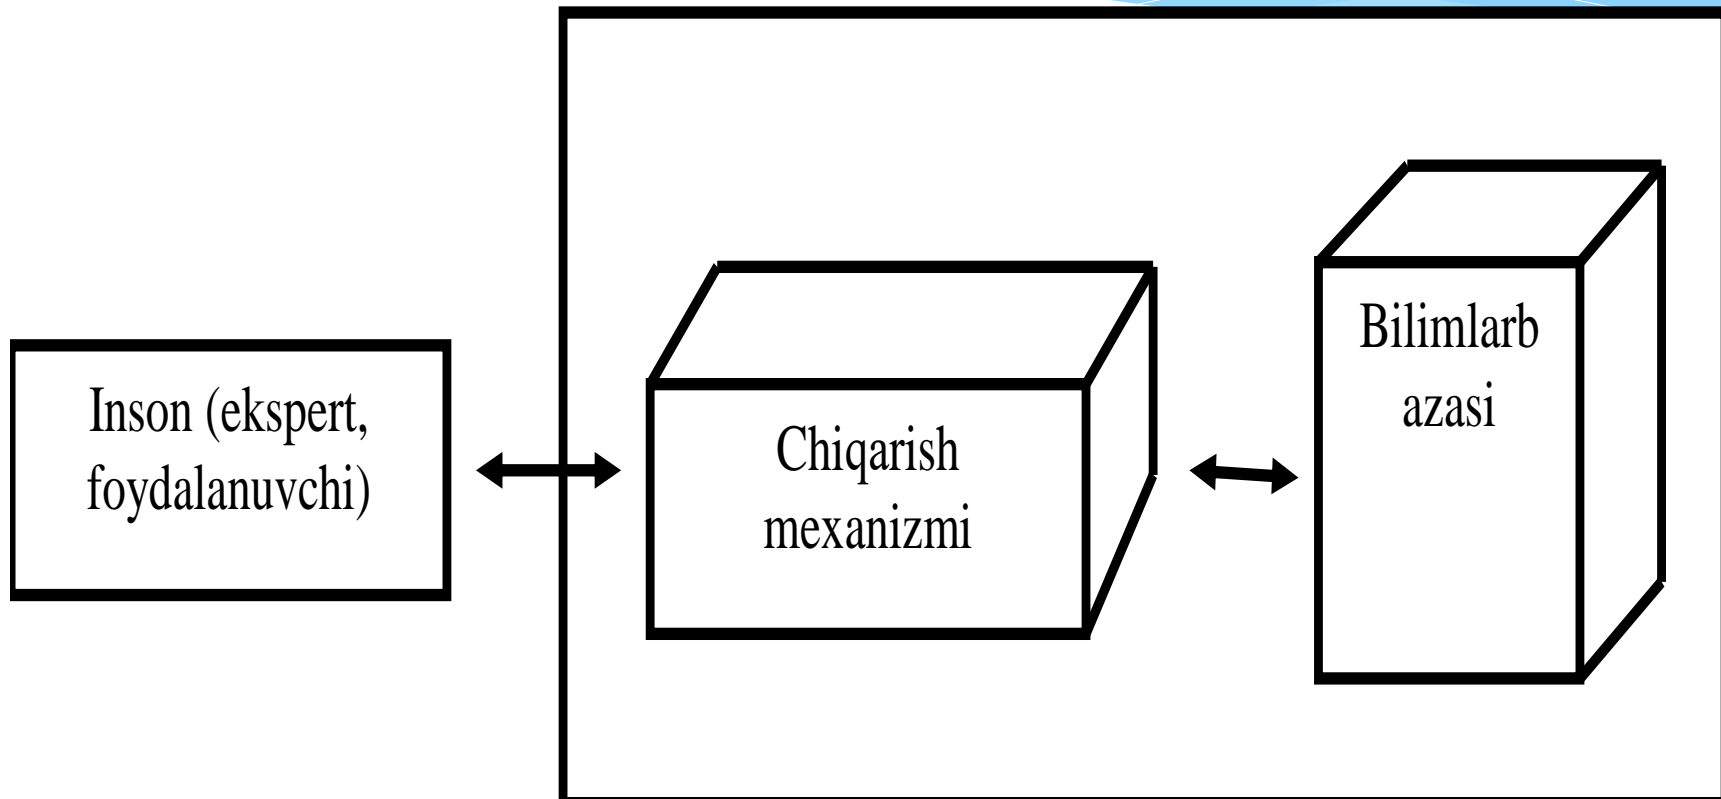 Inson (ekspert,
foydalanuvchi)
Chiqarish
mexanizmi
Bilimlarb
azasi